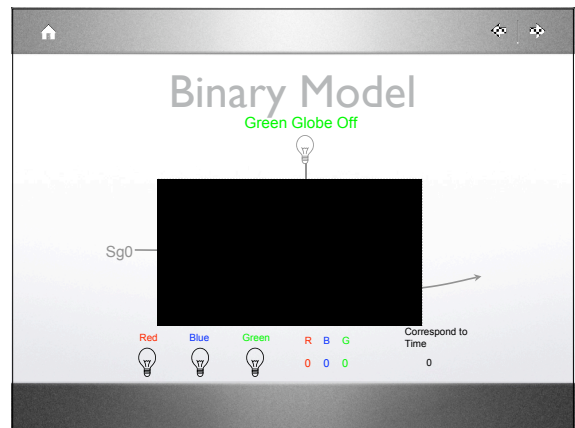 Binary Model
Green Globe Off
Sg0
Red Blue Green R B G Correspond to
Time
0 0 0 0